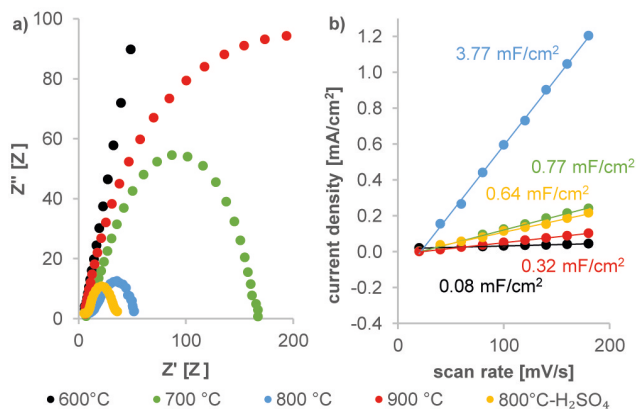 a)
Z'' [Z]
100
80
60
40
20
0
0
100
200
Z' [Z]
b)
current density [mA/cm²]
1.2
1.0
0.8
0.6
0.4
0.2
0.0
-0.2
-0.4
3.77 mF/cm²
0.77 mF/cm²
0.64 mF/cm²
0.32 mF/cm²
0.08 mF/cm²
0
100
200
scan rate [mV/s]
600°C
700 °C
800 °C
900 °C
800°C-H₂SO₄